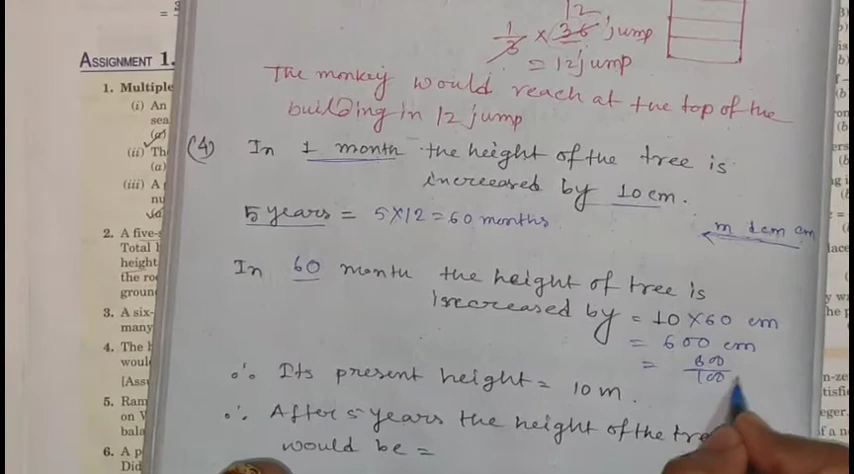 12
1/3 × 36 jump
= 12 jump
The monkey would reach at the top of the
building in 12 jump
(4) In 1 month the height of the tree is
increesed by 10 cm.
5 years = 5×12 = 60 months
m dcm cm
In 60 month the height of tree is
Increcresed by = 10×60 cm
= 600 cm
= 600/100
∴ Its present height = 10 m.
∴ After 5 years the height of the tre
would be =
ASSIGNMENT 1.
1. Multiple
(i) An
sea
(a)
(ii) Th
(a)
(iii) A
nu
(a)
2. A five-s
Total h
height
the ro
groun
3. A six-
many
4. The h
woul
[Ass
5. Ram
on
bala
6. A p
Did